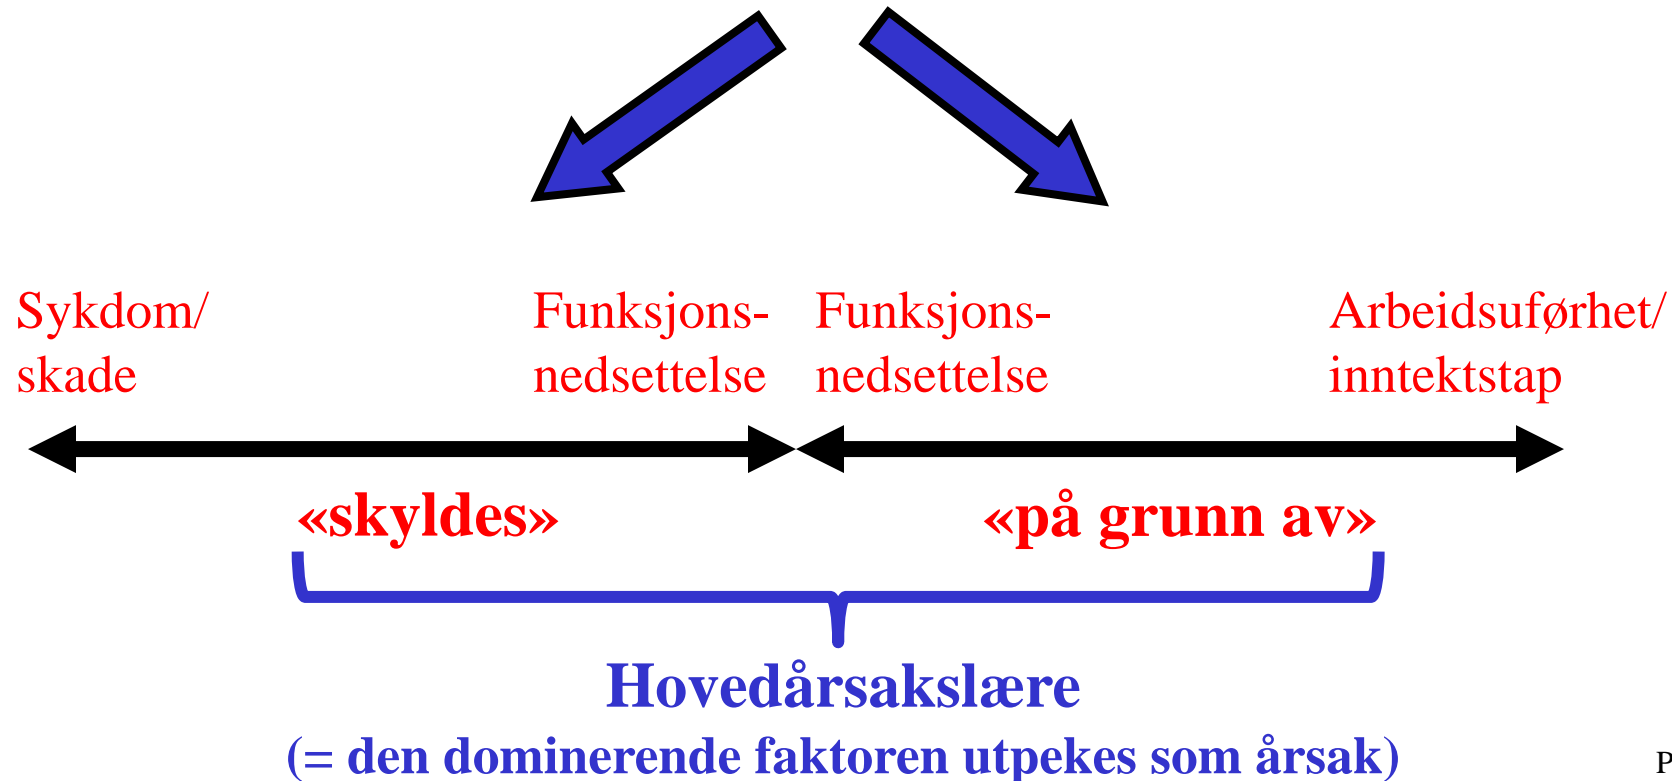 Sykdom/
skade
Funksjons-
nedsettelse
Funksjons-
nedsettelse
Arbeidsuførhet/
inntektstap
«skyldes»
«på grunn av»
Hovedårsakslære
(= den dominerende faktoren utpekes som årsak)
P